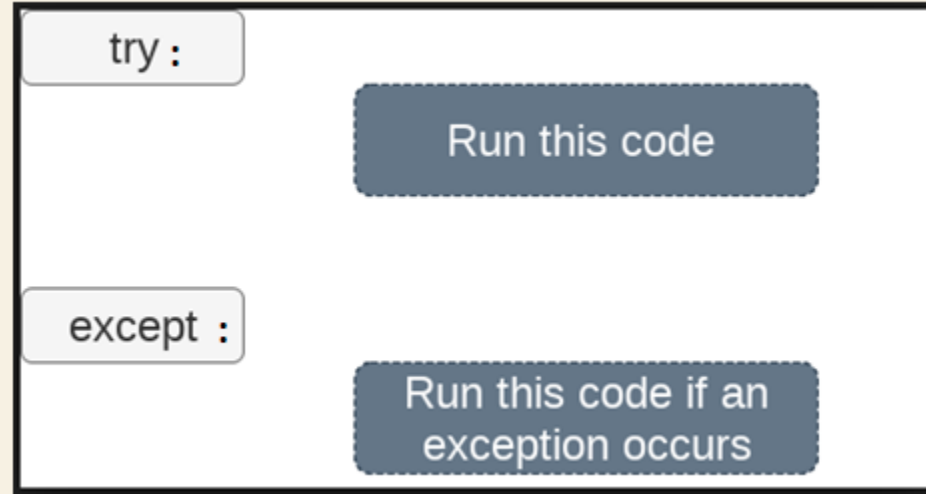 try :
Run this code
except :
Run this code if an
exception occurs